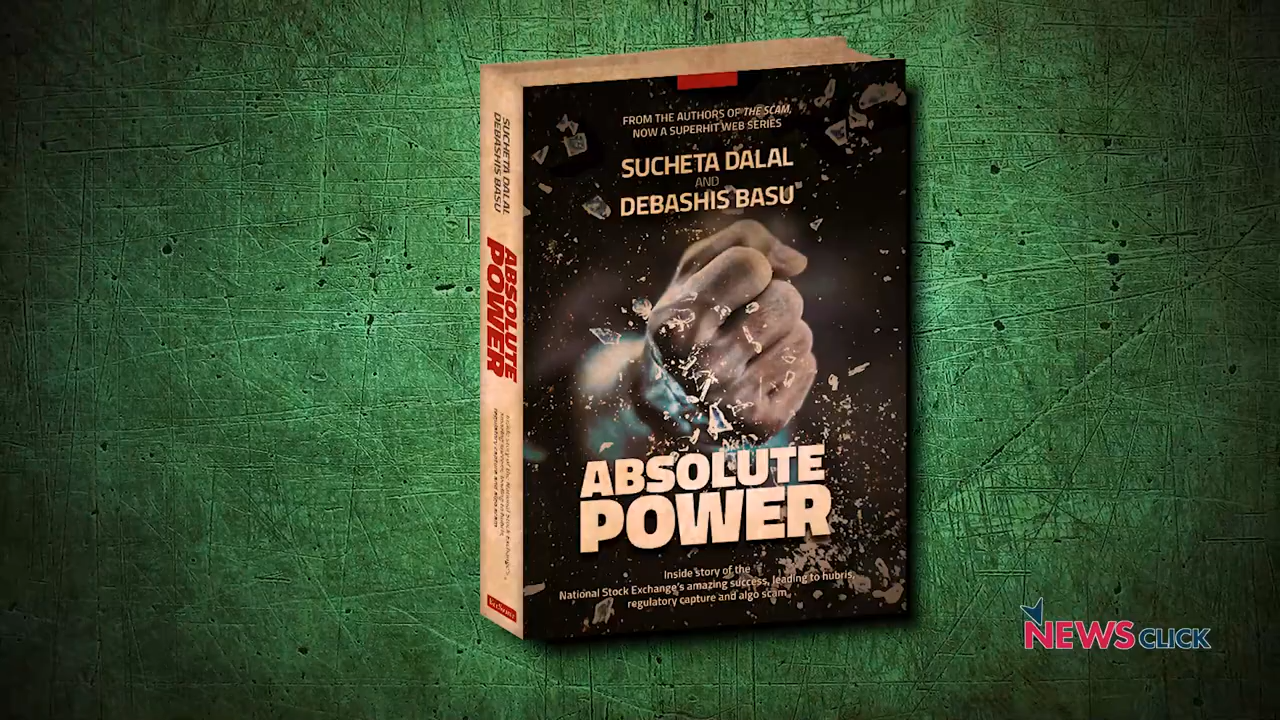 FROM THE AUTHORS OF THE SCAM,
NOW A SUPERHIT WEB SERIES
SUCHETA DALAL
AND
DEBASHIS BASU
ABSOLUTE
POWER
Inside story of the
National Stock Exchange's amazing success, leading to hubris,
regulatory capture and algo scam
SUCHETA DALAL
DEBASHIS BASU
ABSOLUTE
POWER
NEWSCLICK